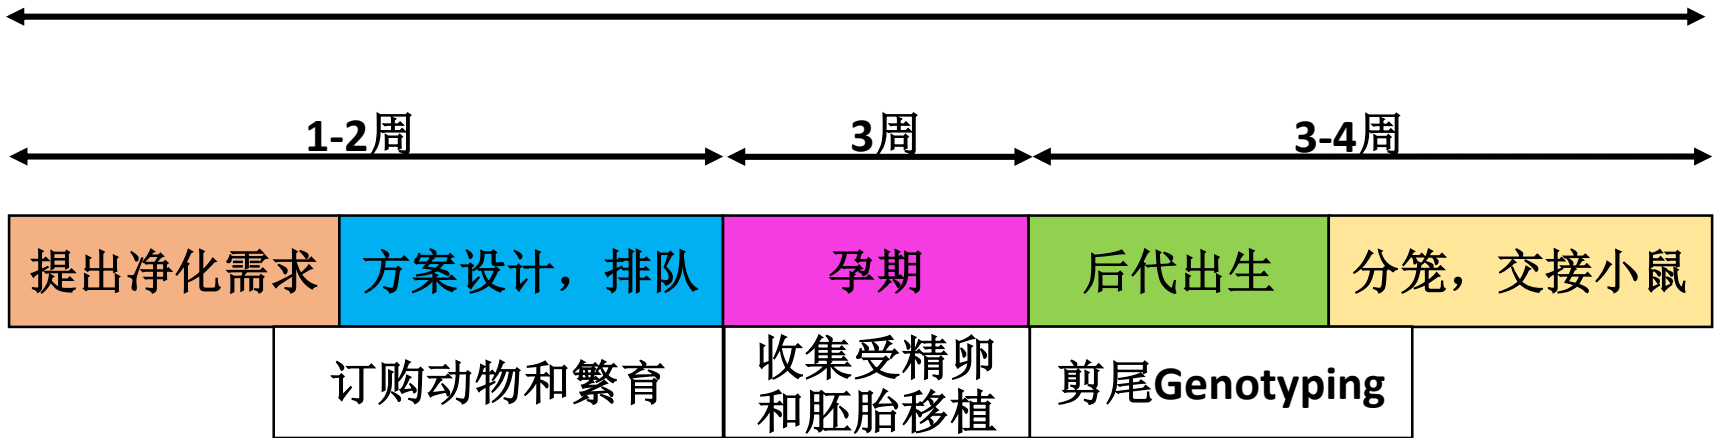 1-2周
3周
3-4周
提出净化需求
方案设计，排队
孕期
后代出生
分笼，交接小鼠
订购动物和繁育
收集受精卵
和胚胎移植
剪尾Genotyping